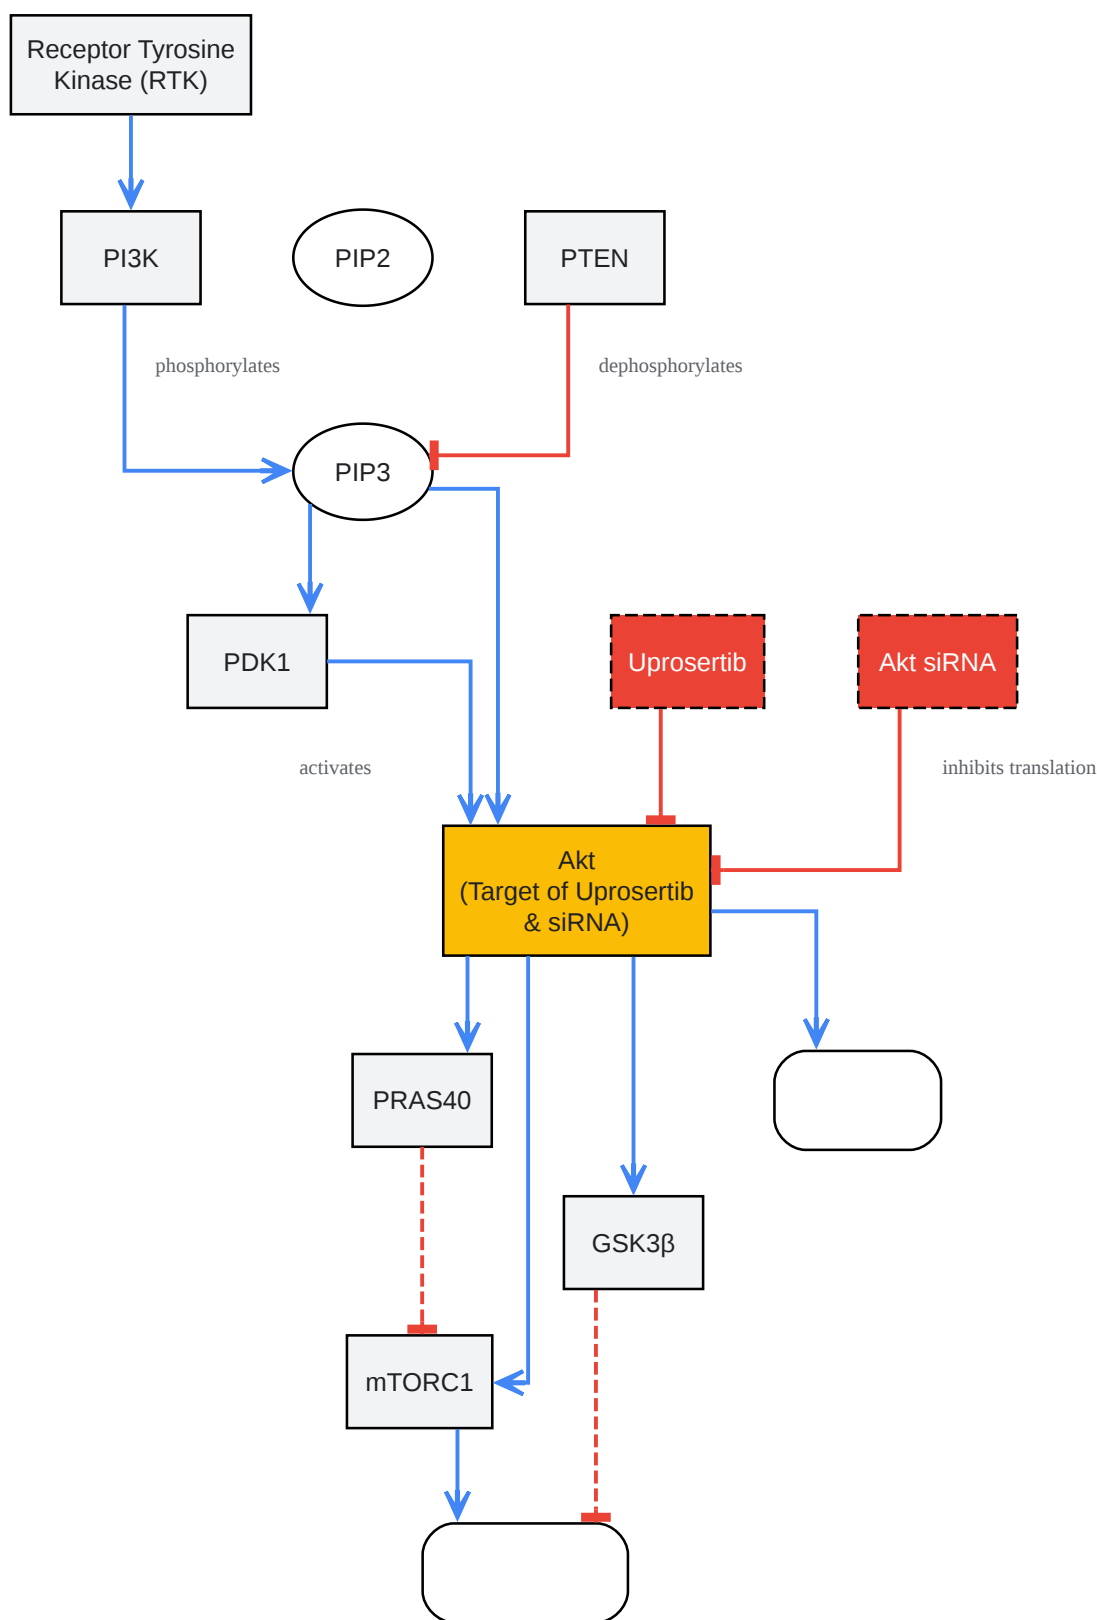 Receptor Tyrosine
Kinase (RTK)
PI3K
PIP2
PTEN
phosphorylates
dephosphorylates
PIP3
PDK1
Uprosertib
Akt siRNA
activates
inhibits translation
Akt
(Target of Uprosertib
& siRNA)
PRAS40
GSK3β
mTORC1